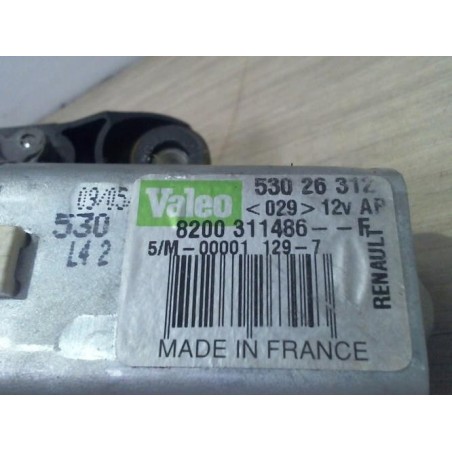 09/05
530
L4 2
Valeo
530 26 312
<029> 12v AP
8200 311486--F
5/M-00001 129-7
RENAULT
MADE IN FRANCE